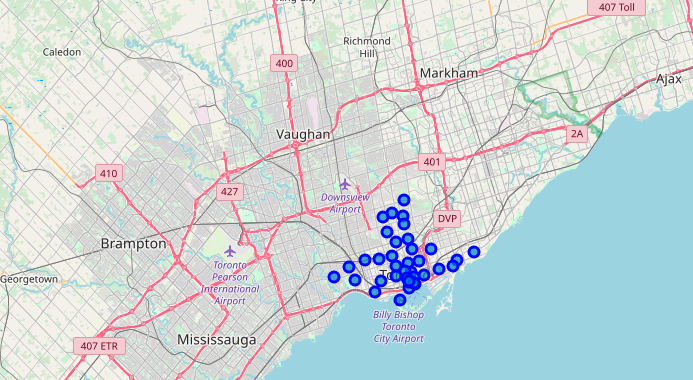 407 Toll
Caledon
Richmond
Hill
400
Markham
Ajax
Vaughan
2A
401
410
427
Downsview
Airport
DVP
Brampton
Toronto
Pearson
International
Airport
Georgetown
To
Billy Bishop
Toronto
City Airport
Mississauga
407 ETR